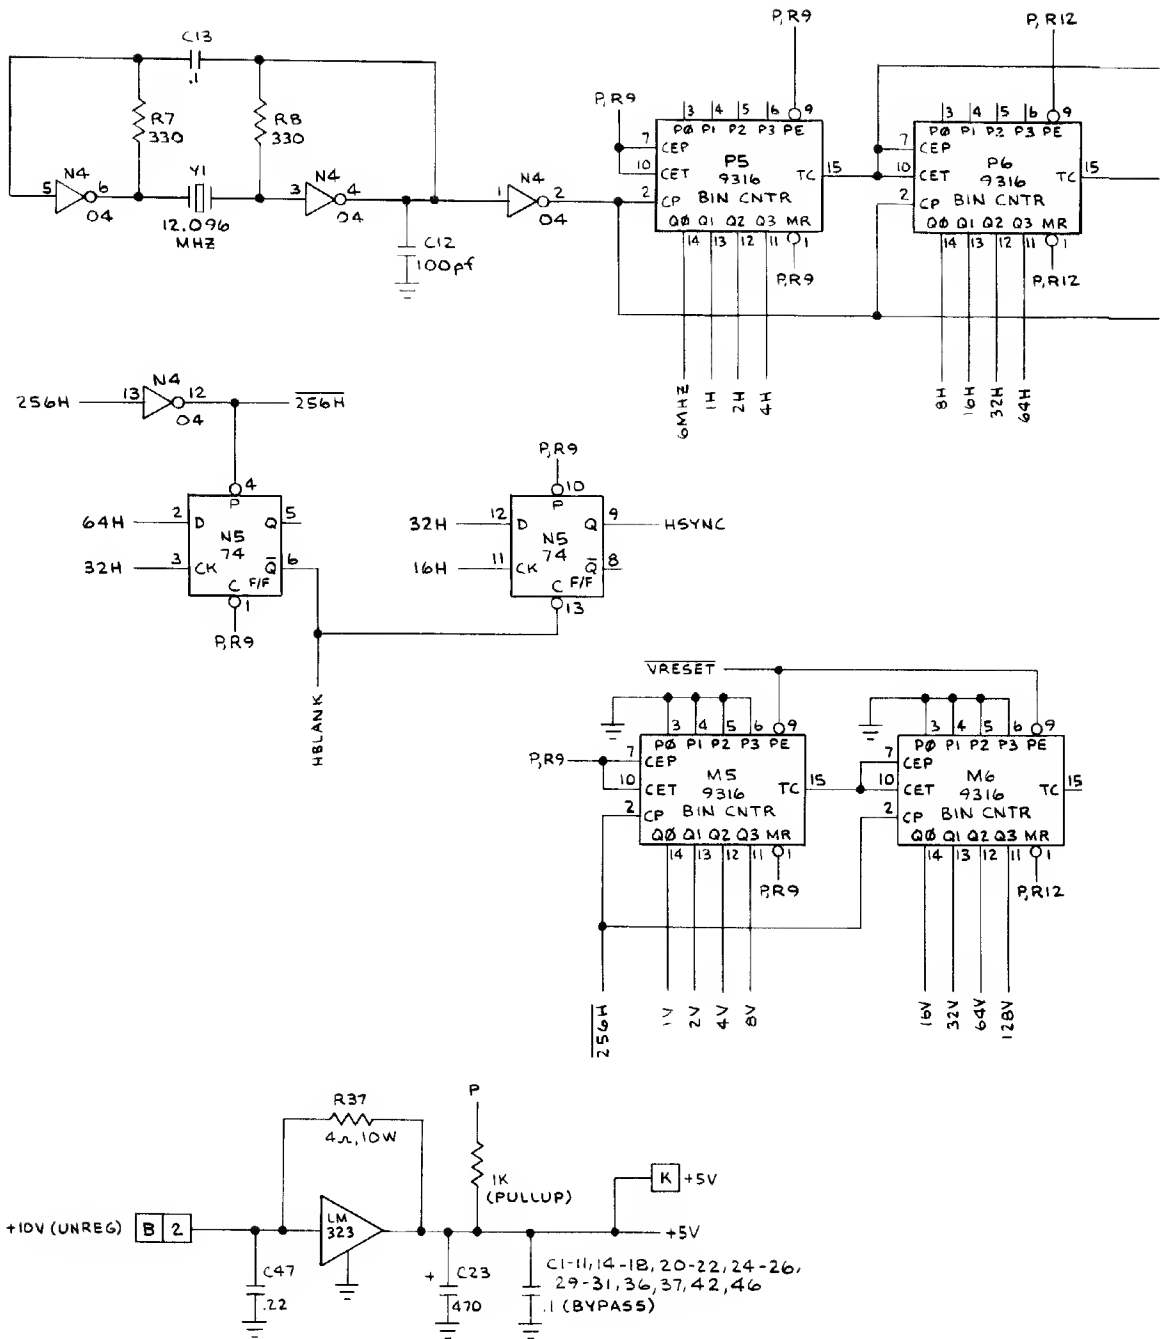 C13
.1
R7
330
R8
330
5 N4 6
04
Y1
12.096
MHZ
3 N4 4
04
C12
100pf
1 N4 2
04
P,R9
P,R9
3 4 5 6 9
PØ P1 P2 P3 PE
7 CEP
10 CET
2 CP
P5
9316
BIN CNTR
TC 15
QØ Q1 Q2 Q3 MR
14 13 12 11 1
P,R9
6MHZ
1H
2H
4H
P,R12
3 4 5 6 9
PØ P1 P2 P3 PE
7 CEP
10 CET
2 CP
P6
9316
BIN CNTR
TC 15
QØ Q1 Q2 Q3 MR
14 13 12 11 1
P,R12
8H
16H
32H
64H
256H 13 N4 12 256H
04
4
P
64H 2 D Q 5
N5
74
32H 3 CK Q 6
C F/F
1
P,R9
HBLANK
P,R9
10
P
32H 12 D Q 9 HSYNC
N5
74
16H 11 CK Q 8
C F/F
13
VRESET
3 4 5 6 9
PØ P1 P2 P3 PE
P,R9
7 CEP
10 CET
2 CP
M5
9316
BIN CNTR
TC 15
QØ Q1 Q2 Q3 MR
14 13 12 11 1
P,R9
256H
1V
2V
4V
8V
3 4 5 6 9
PØ P1 P2 P3 PE
7 CEP
10 CET
2 CP
M6
9316
BIN CNTR
TC 15
QØ Q1 Q2 Q3 MR
14 13 12 11 1
P,R12
16V
32V
64V
128V
R37
4Ω,10W
P
1K
(PULLUP)
K +5V
+10V (UNREG) B 2
LM
323
+5V
C47
.22
+ C23
470
C1-11,14-18,20-22,24-26,
29-31,36,37,42,46
.1 (BYPASS)